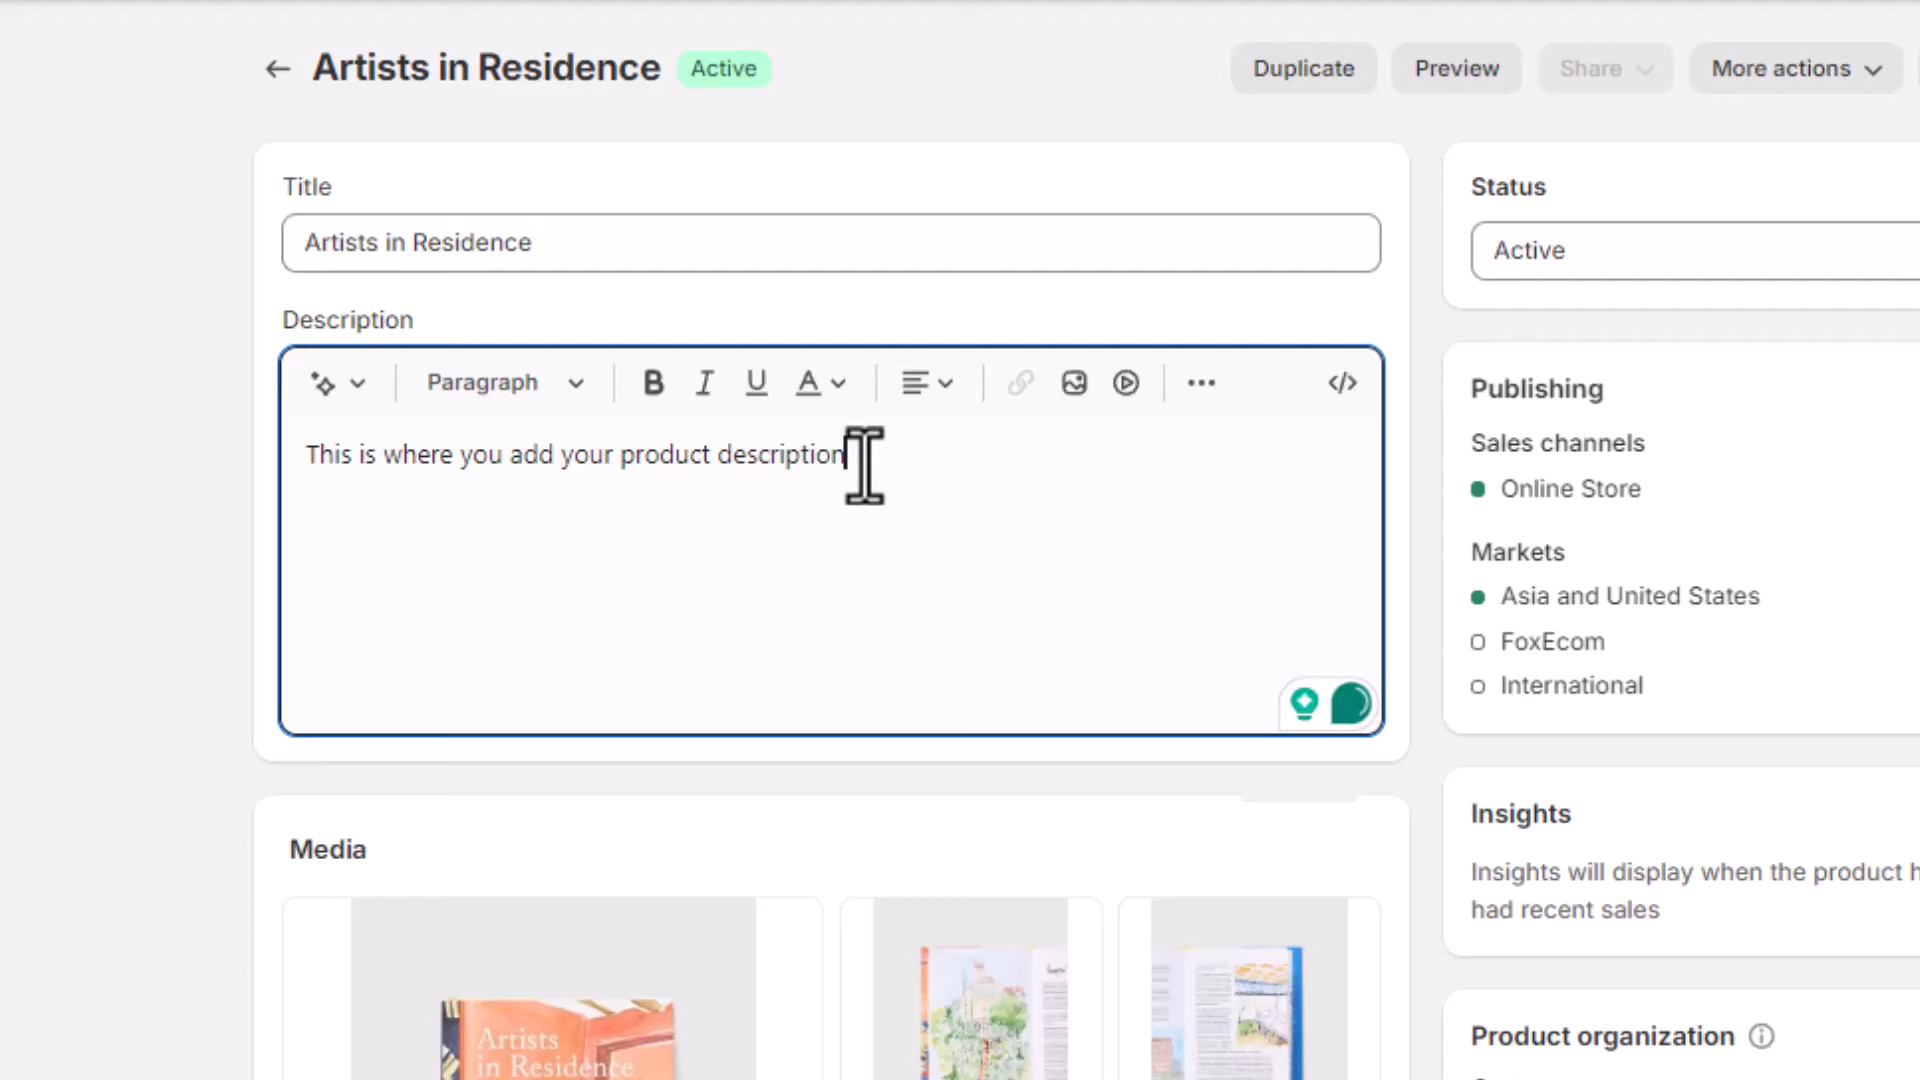 Artists in Residence Active
Duplicate Preview Share More actions
Title
Artists in Residence
Description
Paragraph B I U A </>
This is where you add your product description
Media
Artists
in Residence
Status
Active
Publishing
Sales channels
Online Store
Markets
Asia and United States
FoxEcom
International
Insights
Insights will display when the product h
had recent sales
Product organization